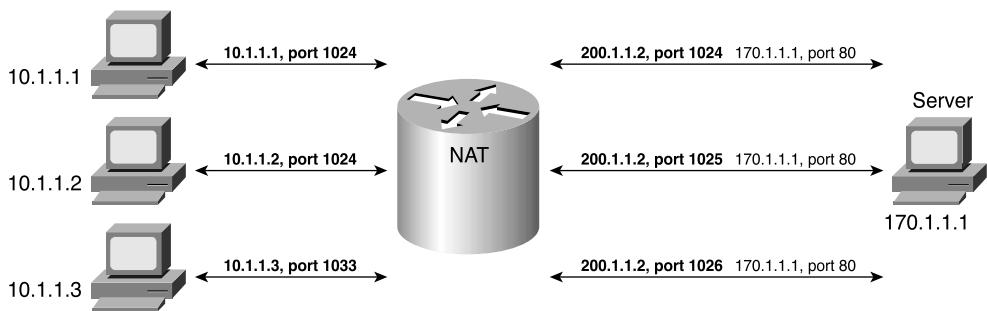 10.1.1.1
10.1.1.1, port 1024
200.1.1.2, port 1024 170.1.1.1, port 80
Server
10.1.1.2
10.1.1.2, port 1024
NAT
200.1.1.2, port 1025 170.1.1.1, port 80
170.1.1.1
10.1.1.3
10.1.1.3, port 1033
200.1.1.2, port 1026 170.1.1.1, port 80